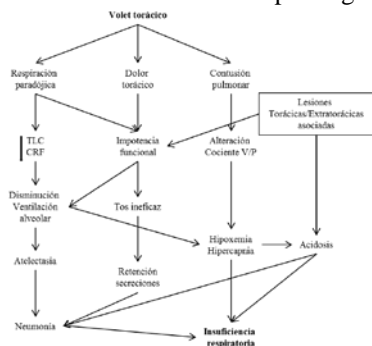 Volet torácico
Respiración
paradójica
Dolor
torácico
Contusión
pulmonar
Lesiones
Torácicas/Extratorácicas
asociadas
TLC
CRF
Impotencia
funcional
Alteración
Cociente V/P
Disminución
Ventilación
alveolar
Tos ineficaz
Hipoxemia
Hipercapnia
Acidosis
Atelectasia
Retención
secreciones
Neumonía
Insuficiencia
respiratoria